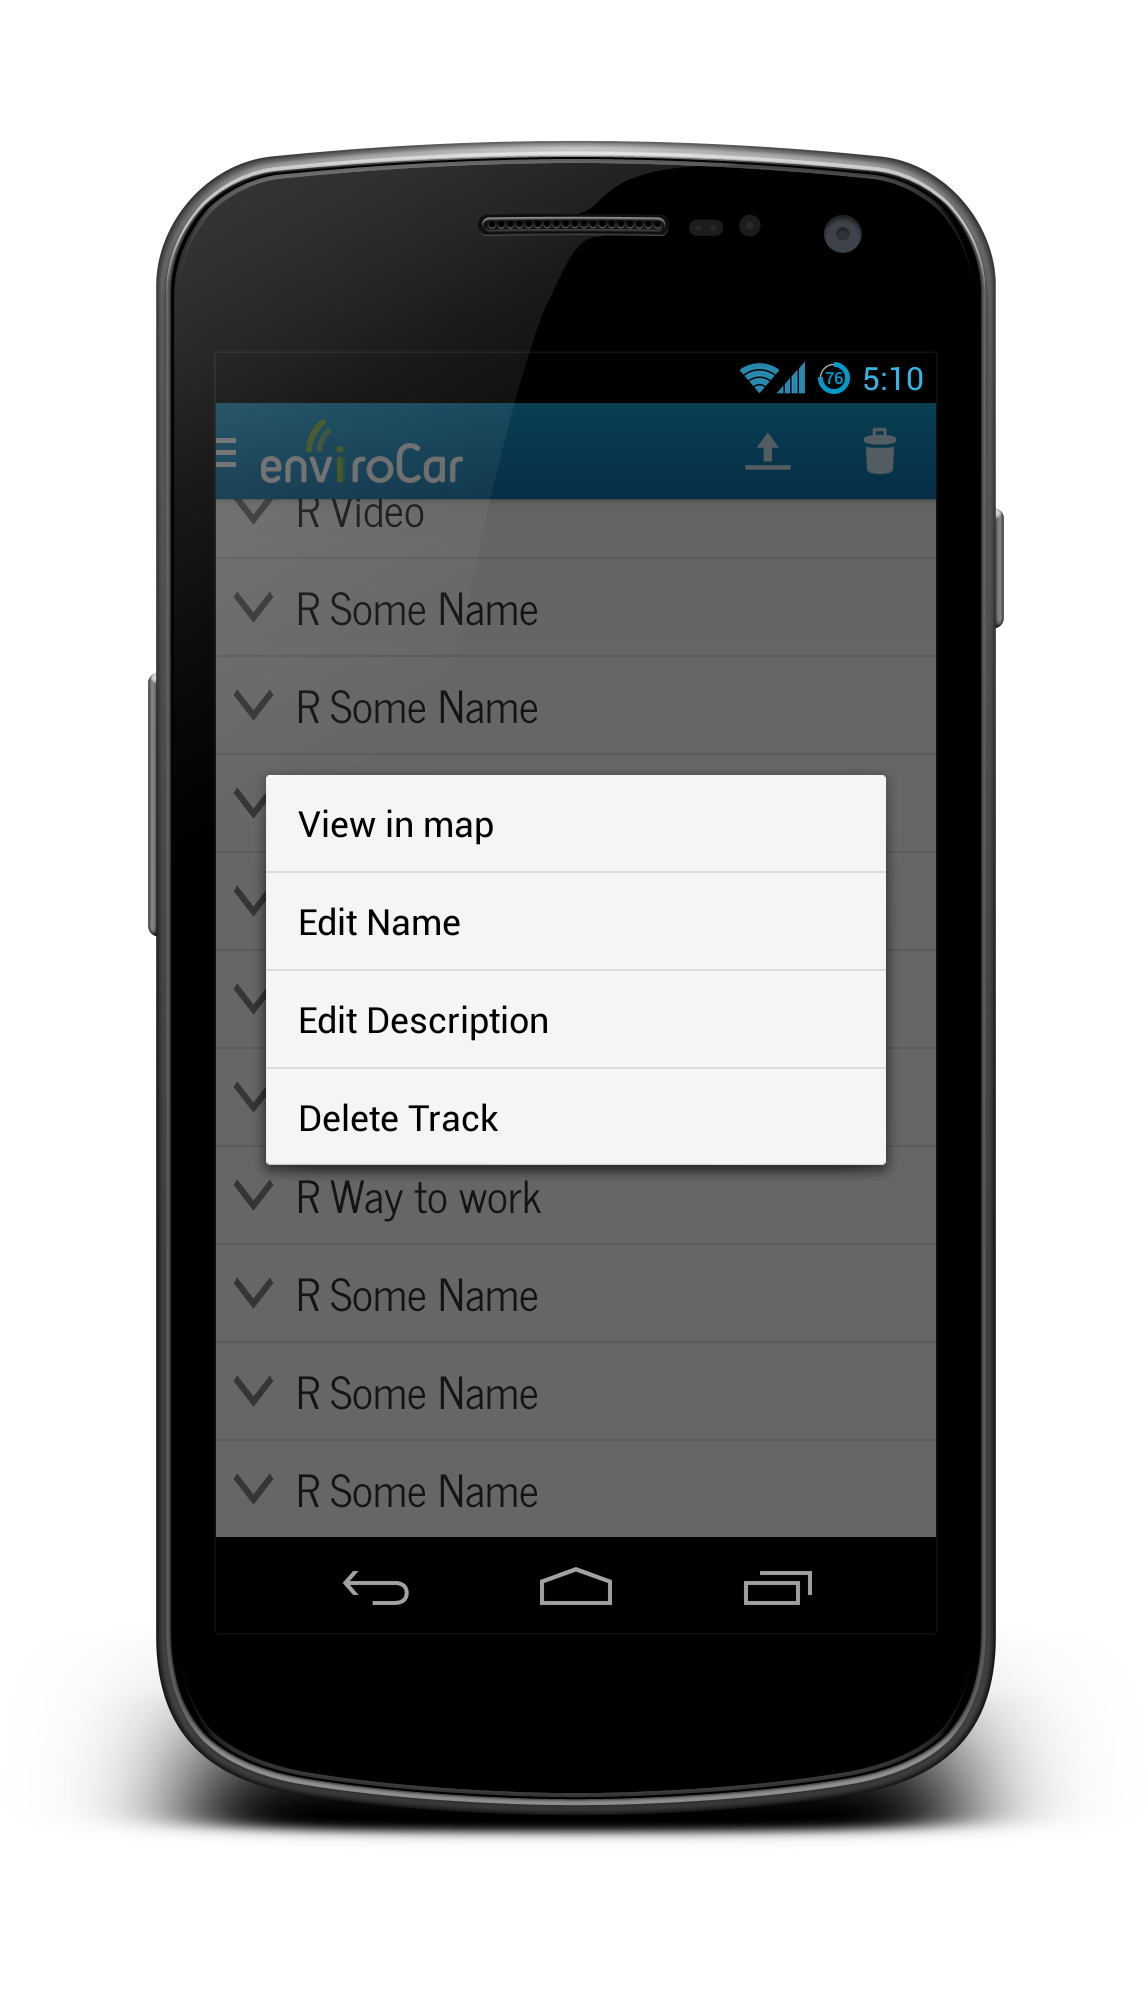 76 5:10
enviroCar
R Video
R Some Name
R Some Name
View in map
Edit Name
Edit Description
Delete Track
R Way to work
R Some Name
R Some Name
R Some Name